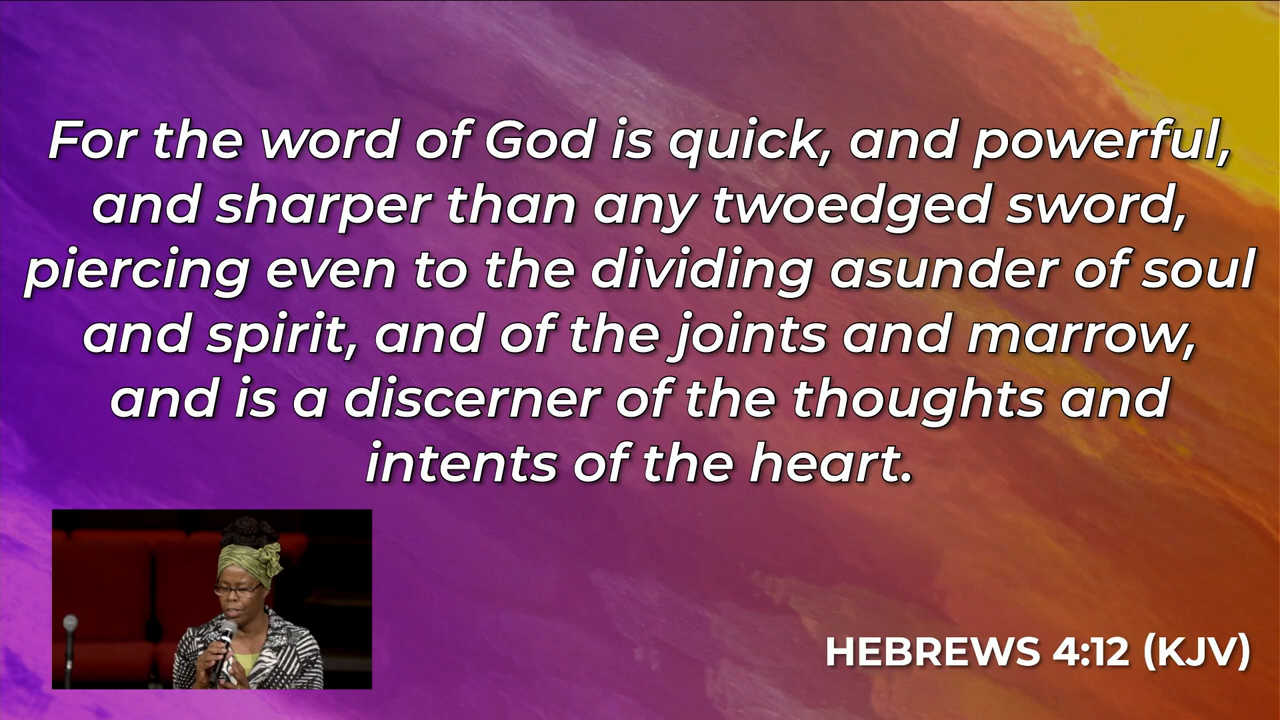 For the word of God is quick, and powerful,
and sharper than any twoedged sword,
piercing even to the dividing asunder of soul
and spirit, and of the joints and marrow,
and is a discerner of the thoughts and
intents of the heart.
HEBREWS 4:12 (KJV)